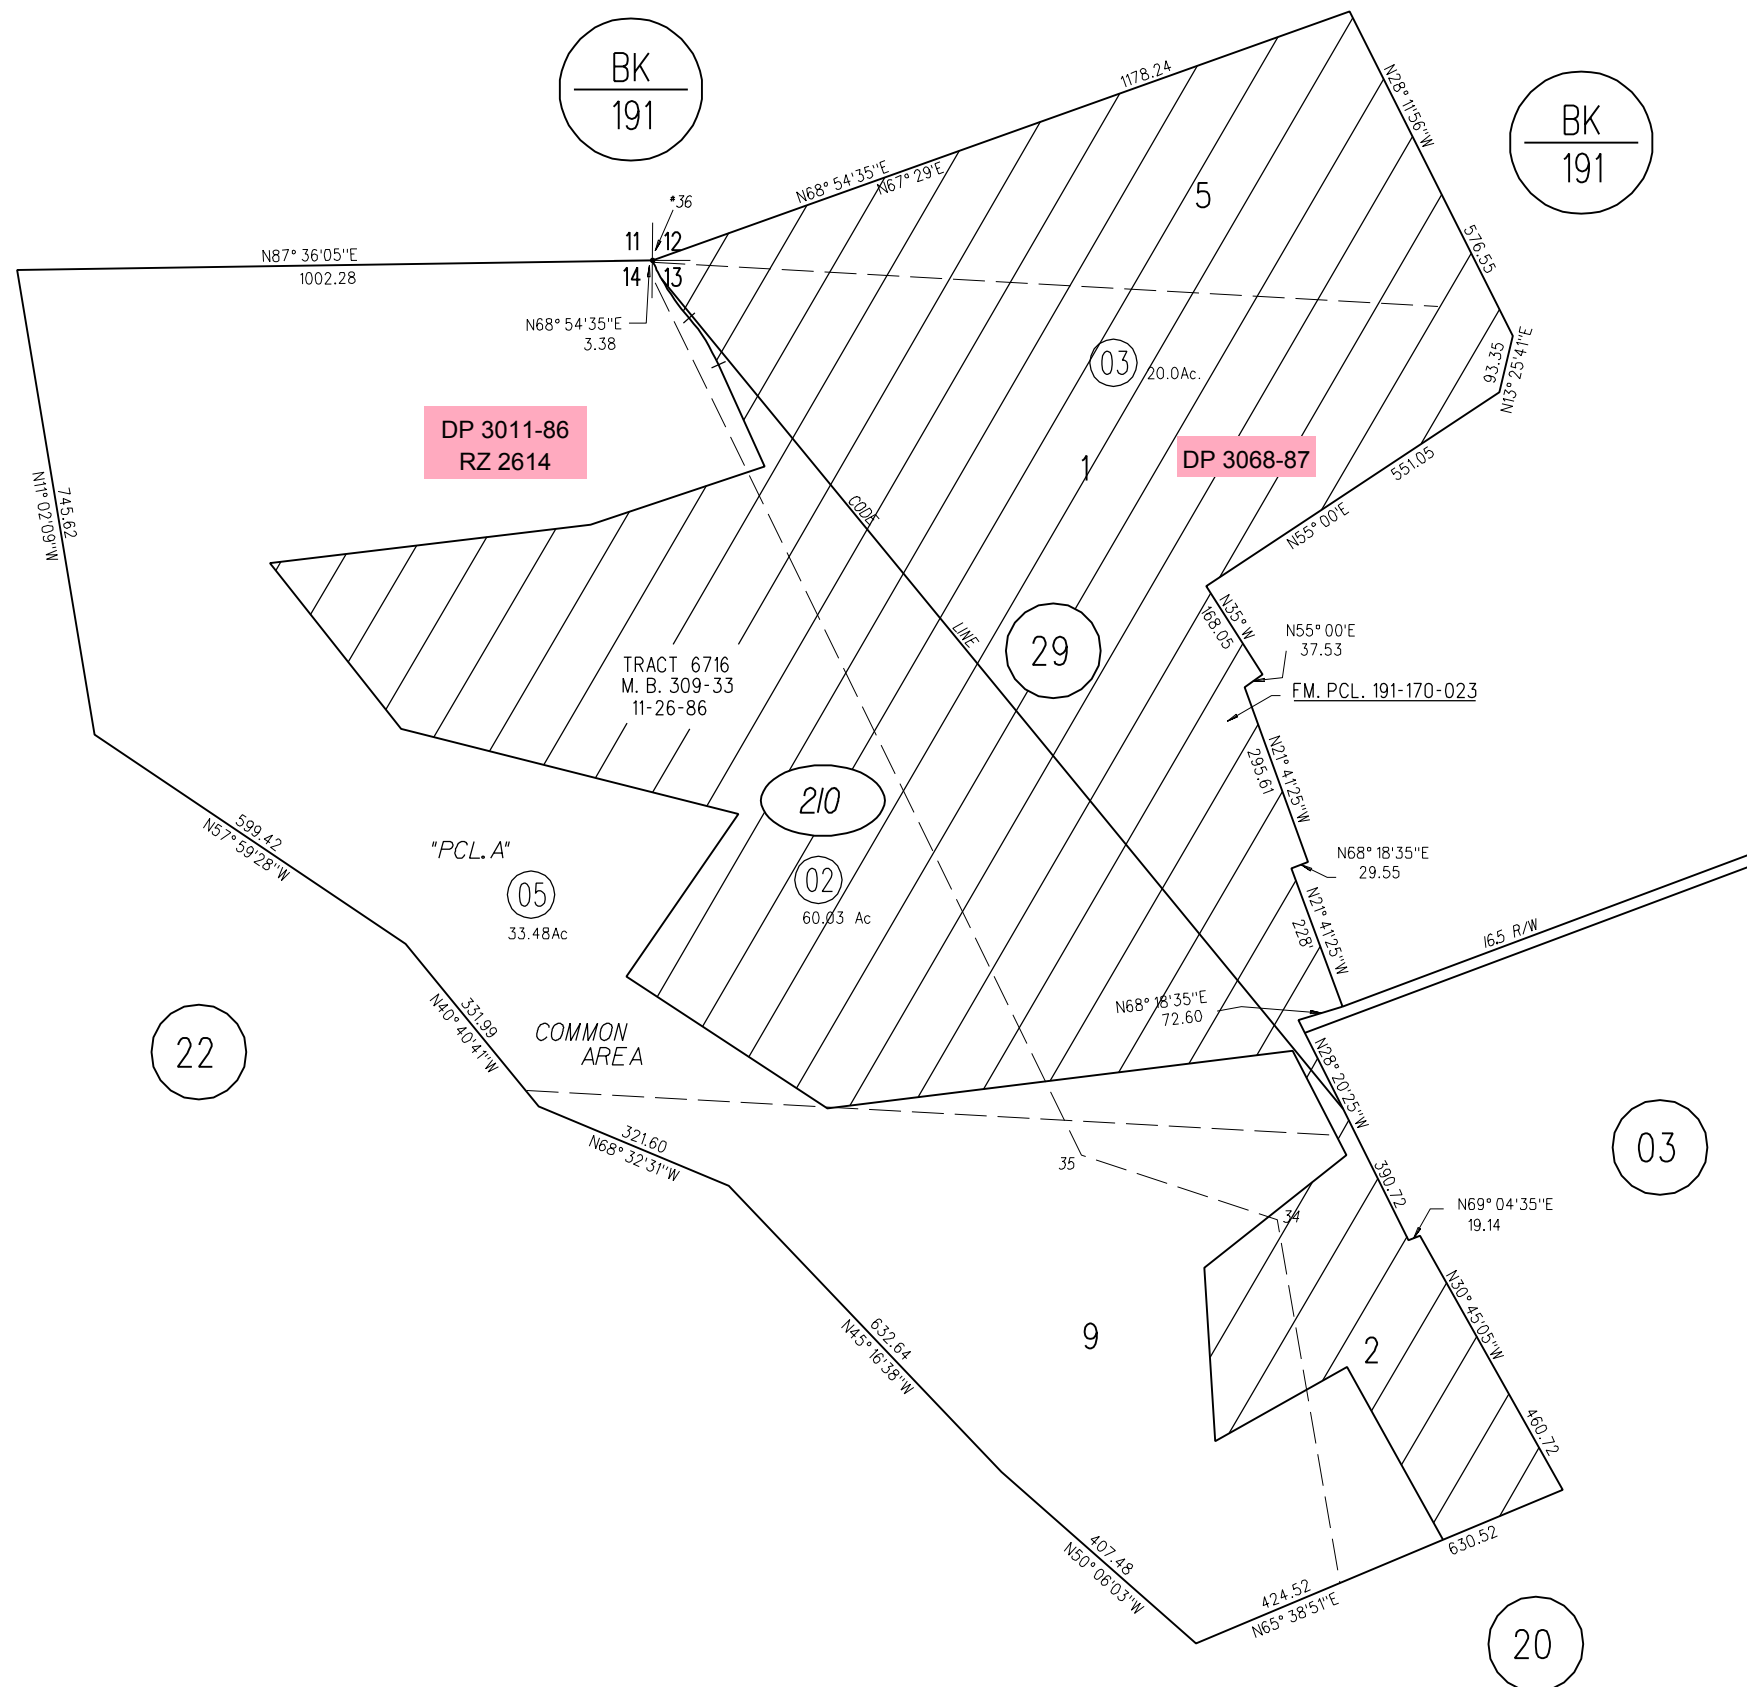 BK
191
BK
191
1178.24
N28° 11'56"W
N68° 54'35"E
N67° 29'E
5
*36
11
12
576.55
N87° 36'05"E
1002.28
14
13
N68° 54'35"E
3.38
93.35
N13° 25'41"E
03
20.0Ac.
DP 3011-86
RZ 2614
1
DP 3068-87
551.05
745.62
N11° 02'09"W
CODE
N55° 00'E
N35° W
168.05
LINE
29
N55° 00'E
37.53
TRACT 6716
M. B. 309-33
11-26-86
FM. PCL. 191-170-023
N21° 41'25"W
295.61
210
599.42
N57° 59'28"W
"PCL. A"
05
33.48Ac
02
60.03 Ac
N68° 18'35"E
29.55
N21° 41'25"W
228'
16.5 R/W
331.99
N40° 40'41"W
N68° 18'35"E
72.60
22
COMMON
AREA
N28° 20'25"W
03
321.60
N68° 32'31"W
35
390.72
34
N69° 04'35"E
19.14
632.64
N45° 16'38"W
9
2
N30° 45'05"W
460.72
407.48
N50° 06'03"W
630.52
424.52
N65° 38'51"E
20